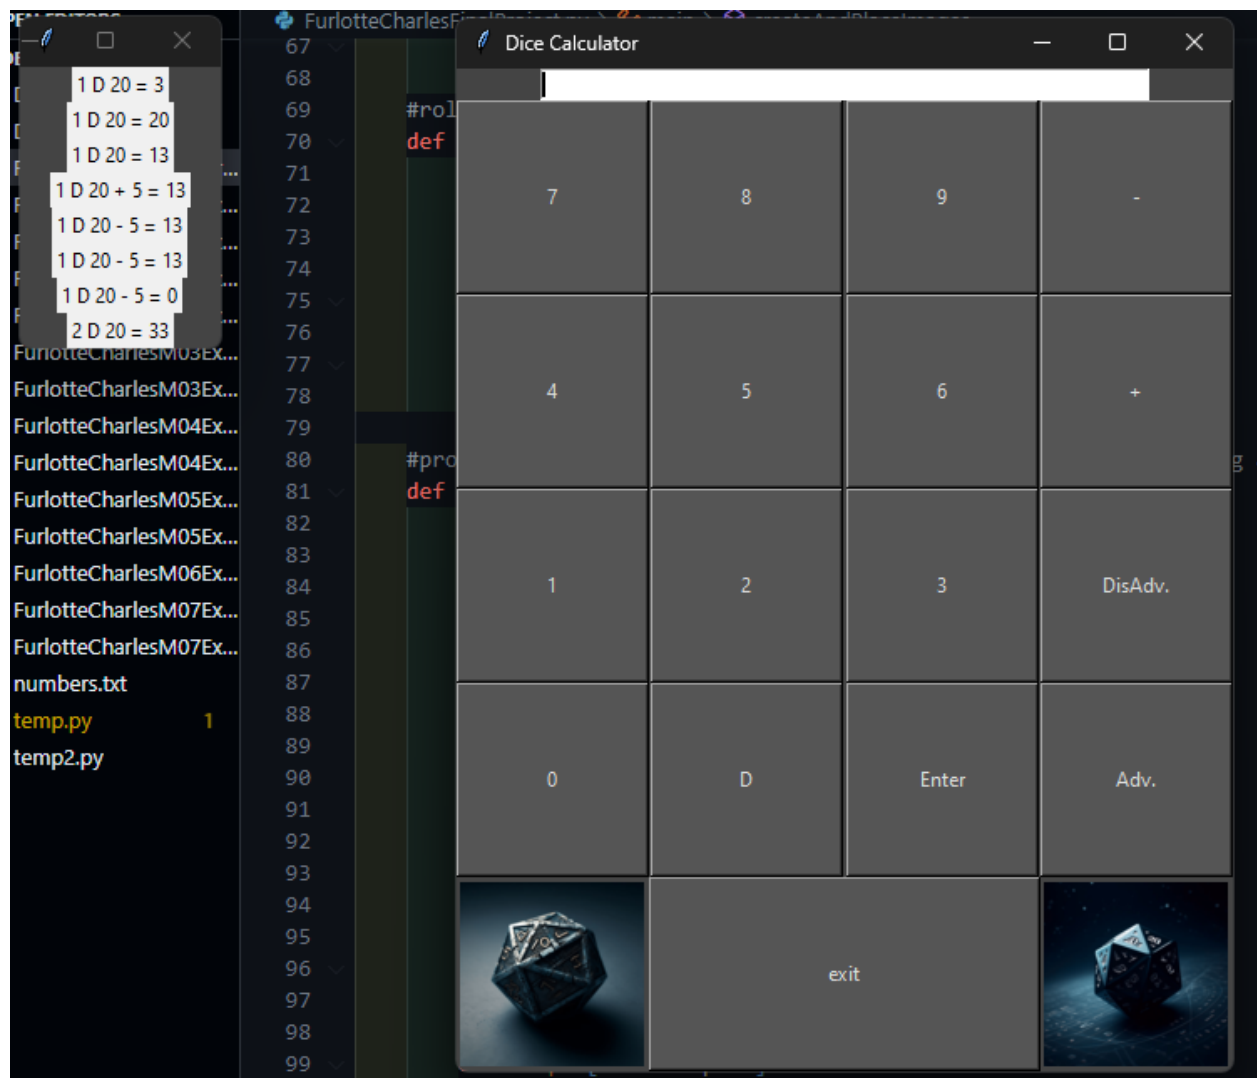 FurlotteCharlesFinalProject.py > main > createAndPlaceImages
Dice Calculator
1 D 20 = 3
1 D 20 = 20
1 D 20 = 13
1 D 20 + 5 = 13
1 D 20 - 5 = 13
1 D 20 - 5 = 13
1 D 20 - 5 = 0
2 D 20 = 33
FurlotteCharlesM03Ex...
FurlotteCharlesM03Ex...
FurlotteCharlesM04Ex...
FurlotteCharlesM04Ex...
FurlotteCharlesM05Ex...
FurlotteCharlesM05Ex...
FurlotteCharlesM06Ex...
FurlotteCharlesM07Ex...
FurlotteCharlesM07Ex...
numbers.txt
temp.py 1
temp2.py
67
68
69 #rol
70 def
71
72
73
74
75
76
77
78
79
80 #pro
81 def
82
83
84
85
86
87
88
89
90
91
92
93
94
95
96
97
98
99
7 8 9 -
4 5 6 +
1 2 3 DisAdv.
0 D Enter Adv.
exit